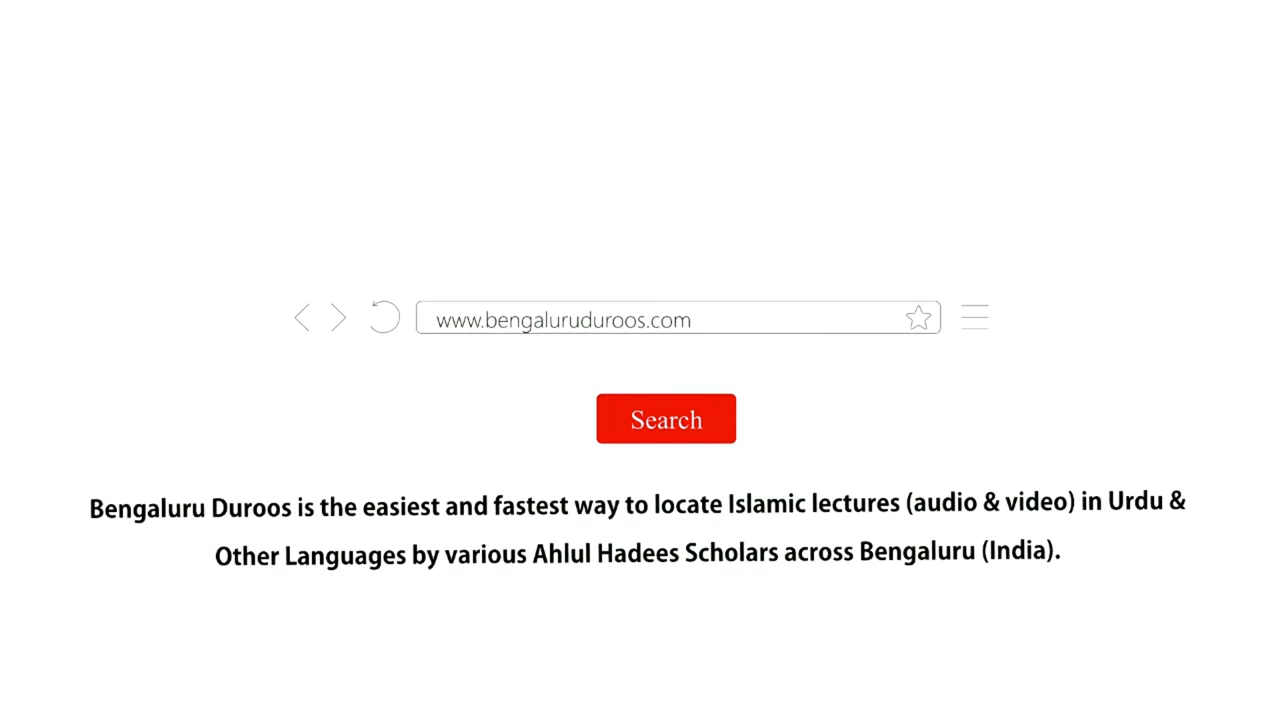 www.bengaluruduroos.com
Search
Bengaluru Duroos is the easiest and fastest way to locate Islamic lectures (audio & video) in Urdu &
Other Languages by various Ahlul Hadees Scholars across Bengaluru (India).